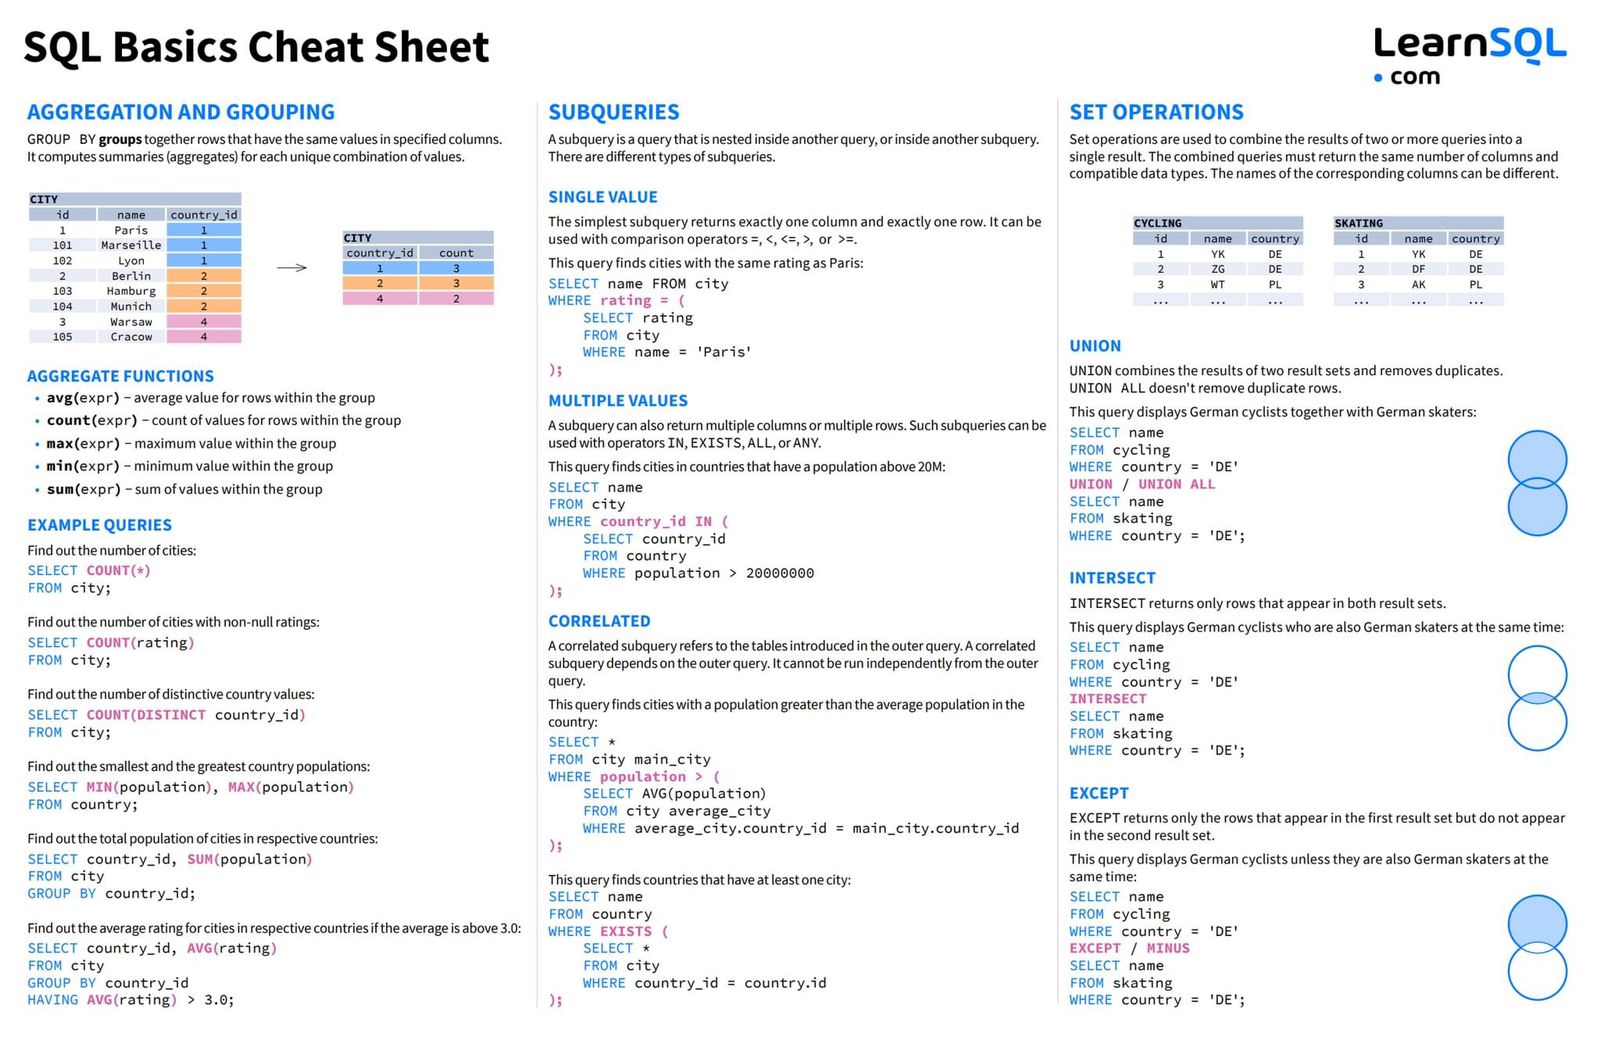 SQL Basics Cheat Sheet
LearnSQL
• com
AGGREGATION AND GROUPING
GROUP BY groups together rows that have the same values in specified columns.
It computes summaries (aggregates) for each unique combination of values.
CITY
id name country_id
1 Paris 1
101 Marseille 1
102 Lyon 1
2 Berlin 2
103 Hamburg 2
104 Munich 2
3 Warsaw 4
105 Cracow 4
CITY
country_id count
1 3
2 3
4 2
AGGREGATE FUNCTIONS
• avg(expr) − average value for rows within the group
• count(expr) − count of values for rows within the group
• max(expr) − maximum value within the group
• min(expr) − minimum value within the group
• sum(expr) − sum of values within the group
EXAMPLE QUERIES
Find out the number of cities:
SELECT COUNT(*)
FROM city;
Find out the number of cities with non-null ratings:
SELECT COUNT(rating)
FROM city;
Find out the number of distinctive country values:
SELECT COUNT(DISTINCT country_id)
FROM city;
Find out the smallest and the greatest country populations:
SELECT MIN(population), MAX(population)
FROM country;
Find out the total population of cities in respective countries:
SELECT country_id, SUM(population)
FROM city
GROUP BY country_id;
Find out the average rating for cities in respective countries if the average is above 3.0:
SELECT country_id, AVG(rating)
FROM city
GROUP BY country_id
HAVING AVG(rating) > 3.0;
SUBQUERIES
A subquery is a query that is nested inside another query, or inside another subquery.
There are different types of subqueries.
SINGLE VALUE
The simplest subquery returns exactly one column and exactly one row. It can be
used with comparison operators =, <, <=, >, or >=.
This query finds cities with the same rating as Paris:
SELECT name FROM city
WHERE rating = (
SELECT rating
FROM city
WHERE name = 'Paris'
);
MULTIPLE VALUES
A subquery can also return multiple columns or multiple rows. Such subqueries can be
used with operators IN, EXISTS, ALL, or ANY.
This query finds cities in countries that have a population above 20M:
SELECT name
FROM city
WHERE country_id IN (
SELECT country_id
FROM country
WHERE population > 20000000
);
CORRELATED
A correlated subquery refers to the tables introduced in the outer query. A correlated
subquery depends on the outer query. It cannot be run independently from the outer
query.
This query finds cities with a population greater than the average population in the
country:
SELECT *
FROM city main_city
WHERE population > (
SELECT AVG(population)
FROM city average_city
WHERE average_city.country_id = main_city.country_id
);
This query finds countries that have at least one city:
SELECT name
FROM country
WHERE EXISTS (
SELECT *
FROM city
WHERE country_id = country.id
);
SET OPERATIONS
Set operations are used to combine the results of two or more queries into a
single result. The combined queries must return the same number of columns and
compatible data types. The names of the corresponding columns can be different.
CYCLING
id name country
1 YK DE
2 ZG DE
3 WT PL
... ... ...
SKATING
id name country
1 YK DE
2 DF DE
3 AK PL
... ... ...
UNION
UNION combines the results of two result sets and removes duplicates.
UNION ALL doesn't remove duplicate rows.
This query displays German cyclists together with German skaters:
SELECT name
FROM cycling
WHERE country = 'DE'
UNION / UNION ALL
SELECT name
FROM skating
WHERE country = 'DE';
INTERSECT
INTERSECT returns only rows that appear in both result sets.
This query displays German cyclists who are also German skaters at the same time:
SELECT name
FROM cycling
WHERE country = 'DE'
INTERSECT
SELECT name
FROM skating
WHERE country = 'DE';
EXCEPT
EXCEPT returns only the rows that appear in the first result set but do not appear
in the second result set.
This query displays German cyclists unless they are also German skaters at the
same time:
SELECT name
FROM cycling
WHERE country = 'DE'
EXCEPT / MINUS
SELECT name
FROM skating
WHERE country = 'DE';